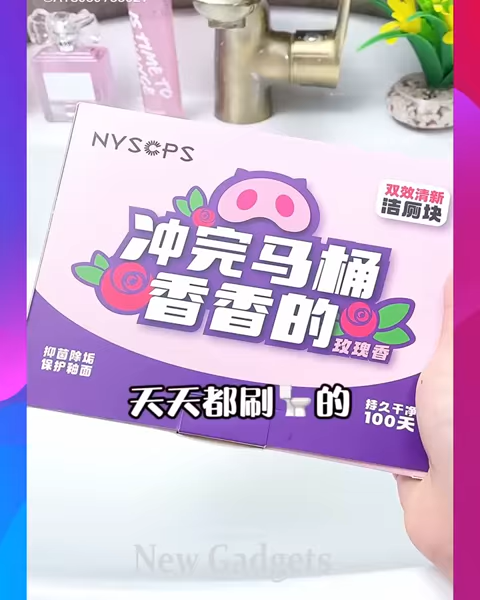 NYSCPS
双效清新
洁厕块
冲完马桶
香香的
玫瑰香
抑菌除垢
保护釉面
天天都刷🚽的
持久干净
100天
New Gadgets